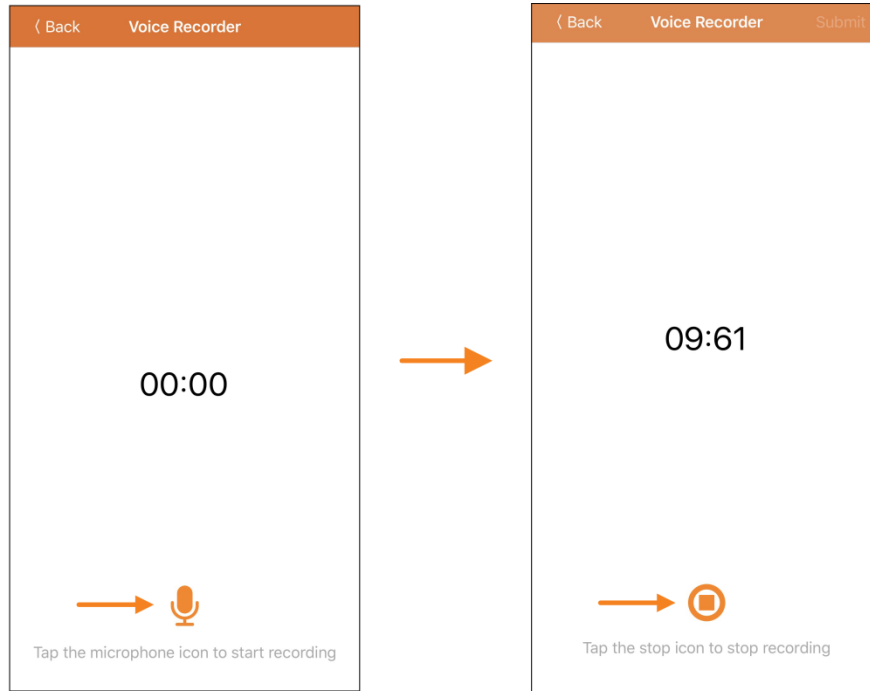 〈 Back Voice Recorder
00:00
Tap the microphone icon to start recording
〈 Back Voice Recorder Submit
09:61
Tap the stop icon to stop recording